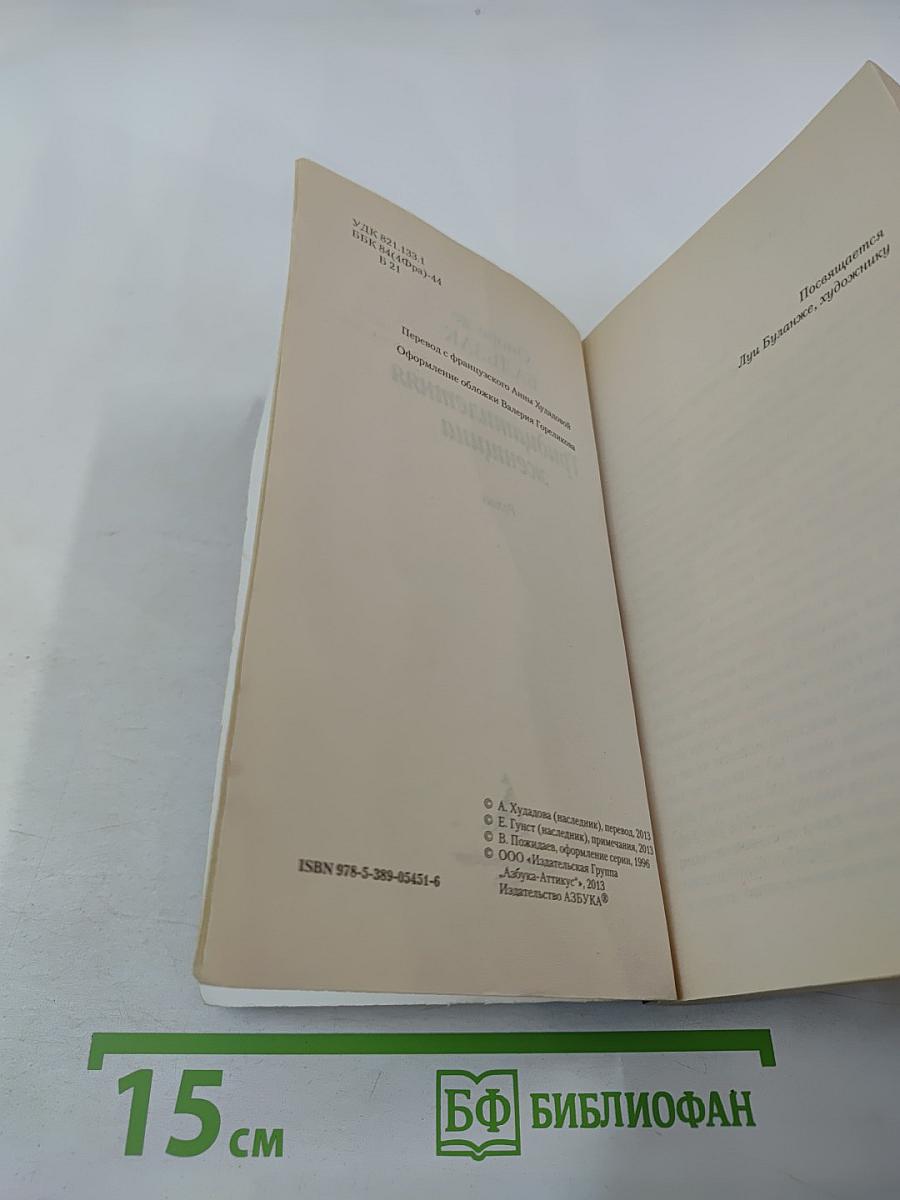 УДК 821.133.1
ББК 84(4Фра)-44
Б 21
Перевод с французского Анны Худадовой
Оформление обложки Валерия Гореликова
© А. Худадова (наследник), перевод, 2013
© Е. Гунст (наследник), примечания, 2013
© В. Пожидаев, оформление серии, 1996
© ООО «Издательская Группа
„Азбука-Аттикус“», 2013
Издательство АЗБУКА®
ISBN 978-5-389-05451-6
Посвящается
Луи Буланже, художнику
15 см
БФ БИБЛИОФАН